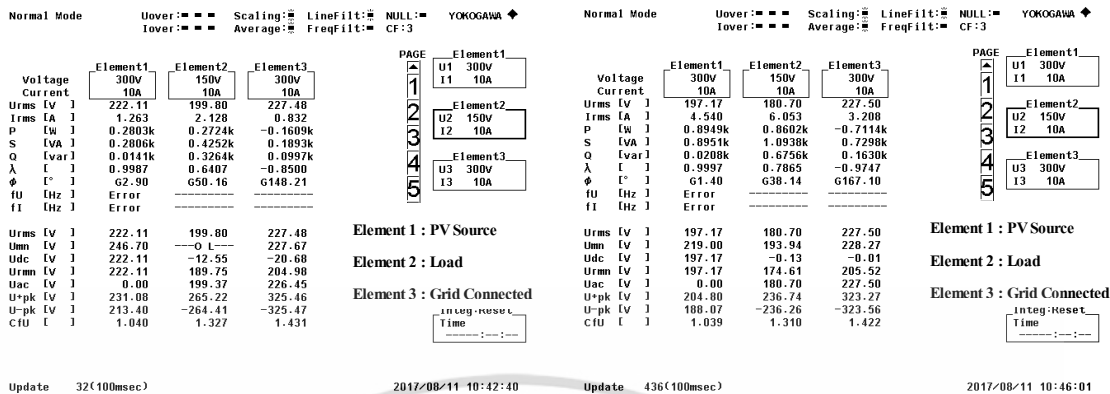 Normal Mode Uover:■ ■ ■ Scaling:■ LineFilt:■ NULL:■ YOKOGAWA ◆
Iover:■ ■ ■ Average:■ FreqFilt:■ CF:3
PAGE
▲
1
2
3
4
5
Element1 Element2 Element3
Voltage 300V 150V 300V
Current 10A 10A 10A
Urms [V ] 222.11 199.80 227.48
Irms [A ] 1.263 2.128 0.832
P [W ] 0.2803k 0.2724k -0.1609k
S [VA ] 0.2806k 0.4252k 0.1893k
Q [var] 0.0141k 0.3264k 0.0997k
λ [ ] 0.9987 0.6407 -0.8500
ϕ [° ] G2.90 G50.16 G148.21
fU [Hz ] Error --------- ---------
fI [Hz ] Error --------- ---------
Urms [V ] 222.11 199.80 227.48
Umn [V ] 246.70 ---O L--- 227.67
Udc [V ] 222.11 -12.55 -20.68
Urmn [V ] 222.11 189.75 204.98
Uac [V ] 0.00 199.37 226.45
U+pk [V ] 231.08 265.22 325.46
U-pk [V ] 213.40 -264.41 -325.47
CfU [ ] 1.040 1.327 1.431
Element1
U1 300V
I1 10A
Element2
U2 150V
I2 10A
Element3
U3 300V
I3 10A
Element 1 : PV Source
Element 2 : Load
Element 3 : Grid Connected
Integ:Reset
Time
-----:--:--
Update 32(100msec) 2017/08/11 10:42:40
Normal Mode Uover:■ ■ ■ Scaling:■ LineFilt:■ NULL:■ YOKOGAWA ◆
Iover:■ ■ ■ Average:■ FreqFilt:■ CF:3
PAGE
▲
1
2
3
4
5
Element1 Element2 Element3
Voltage 300V 150V 300V
Current 10A 10A 10A
Urms [V ] 197.17 180.70 227.50
Irms [A ] 4.540 6.053 3.208
P [W ] 0.8949k 0.8602k -0.7114k
S [VA ] 0.8951k 1.0938k 0.7298k
Q [var] 0.0208k 0.6756k 0.1630k
λ [ ] 0.9997 0.7865 -0.9747
ϕ [° ] G1.40 G38.14 G167.10
fU [Hz ] Error --------- ---------
fI [Hz ] Error --------- ---------
Urms [V ] 197.17 180.70 227.50
Umn [V ] 219.00 193.94 228.27
Udc [V ] 197.17 -0.13 -0.01
Urmn [V ] 197.17 174.61 205.52
Uac [V ] 0.00 180.70 227.50
U+pk [V ] 204.80 236.74 323.27
U-pk [V ] 188.07 -236.26 -323.56
CfU [ ] 1.039 1.310 1.422
Element1
U1 300V
I1 10A
Element2
U2 150V
I2 10A
Element3
U3 300V
I3 10A
Element 1 : PV Source
Element 2 : Load
Element 3 : Grid Connected
Integ:Reset
Time
-----:--:--
Update 436(100msec) 2017/08/11 10:46:01